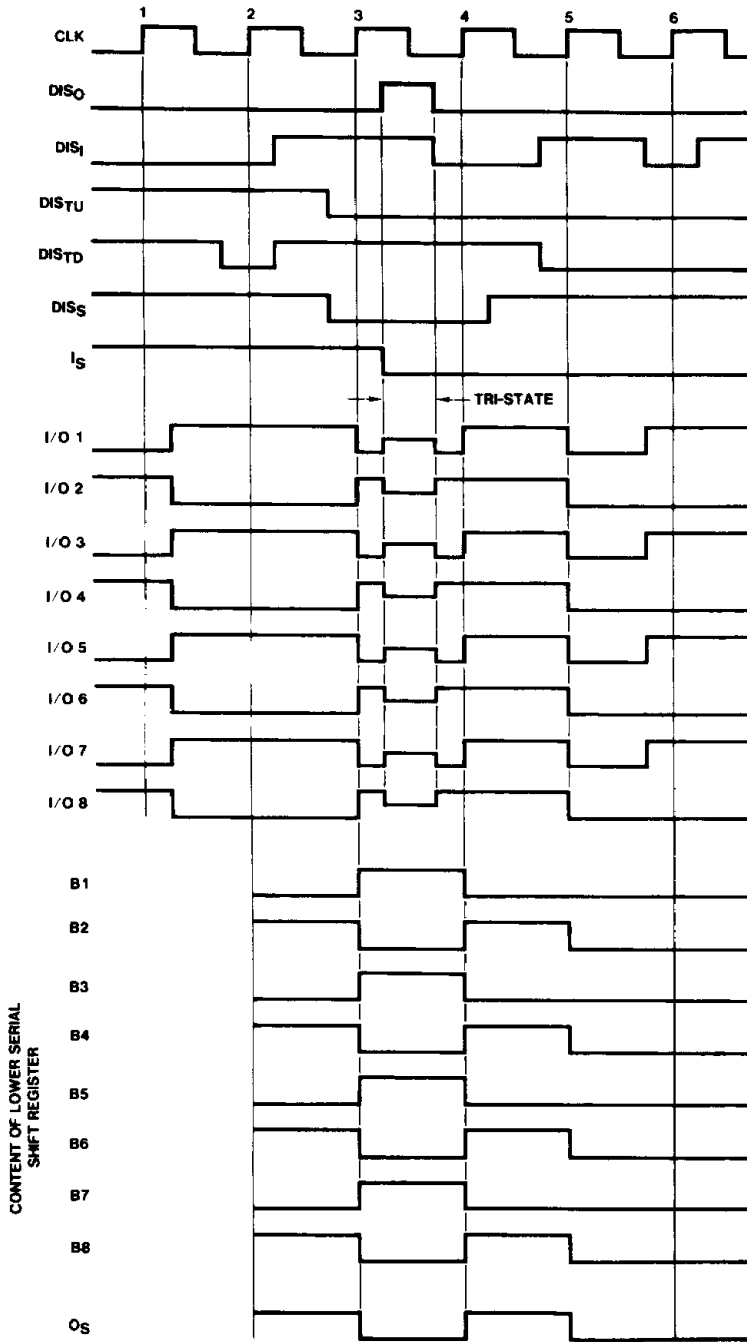 1 2 3 4 5 6
CLK
DISO
DISI
DISTU
DISTD
DISS
IS
TRI-STATE
I/O 1
I/O 2
I/O 3
I/O 4
I/O 5
I/O 6
I/O 7
I/O 8
CONTENT OF LOWER SERIAL
SHIFT REGISTER
B1
B2
B3
B4
B5
B6
B7
B8
OS